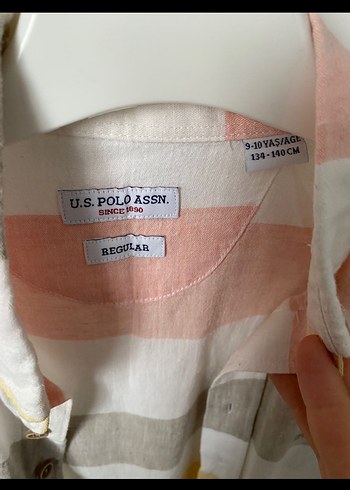 9-10 YAŞ/AGE
134-140 CM
U.S. POLO ASSN.
SINCE 1890
REGULAR